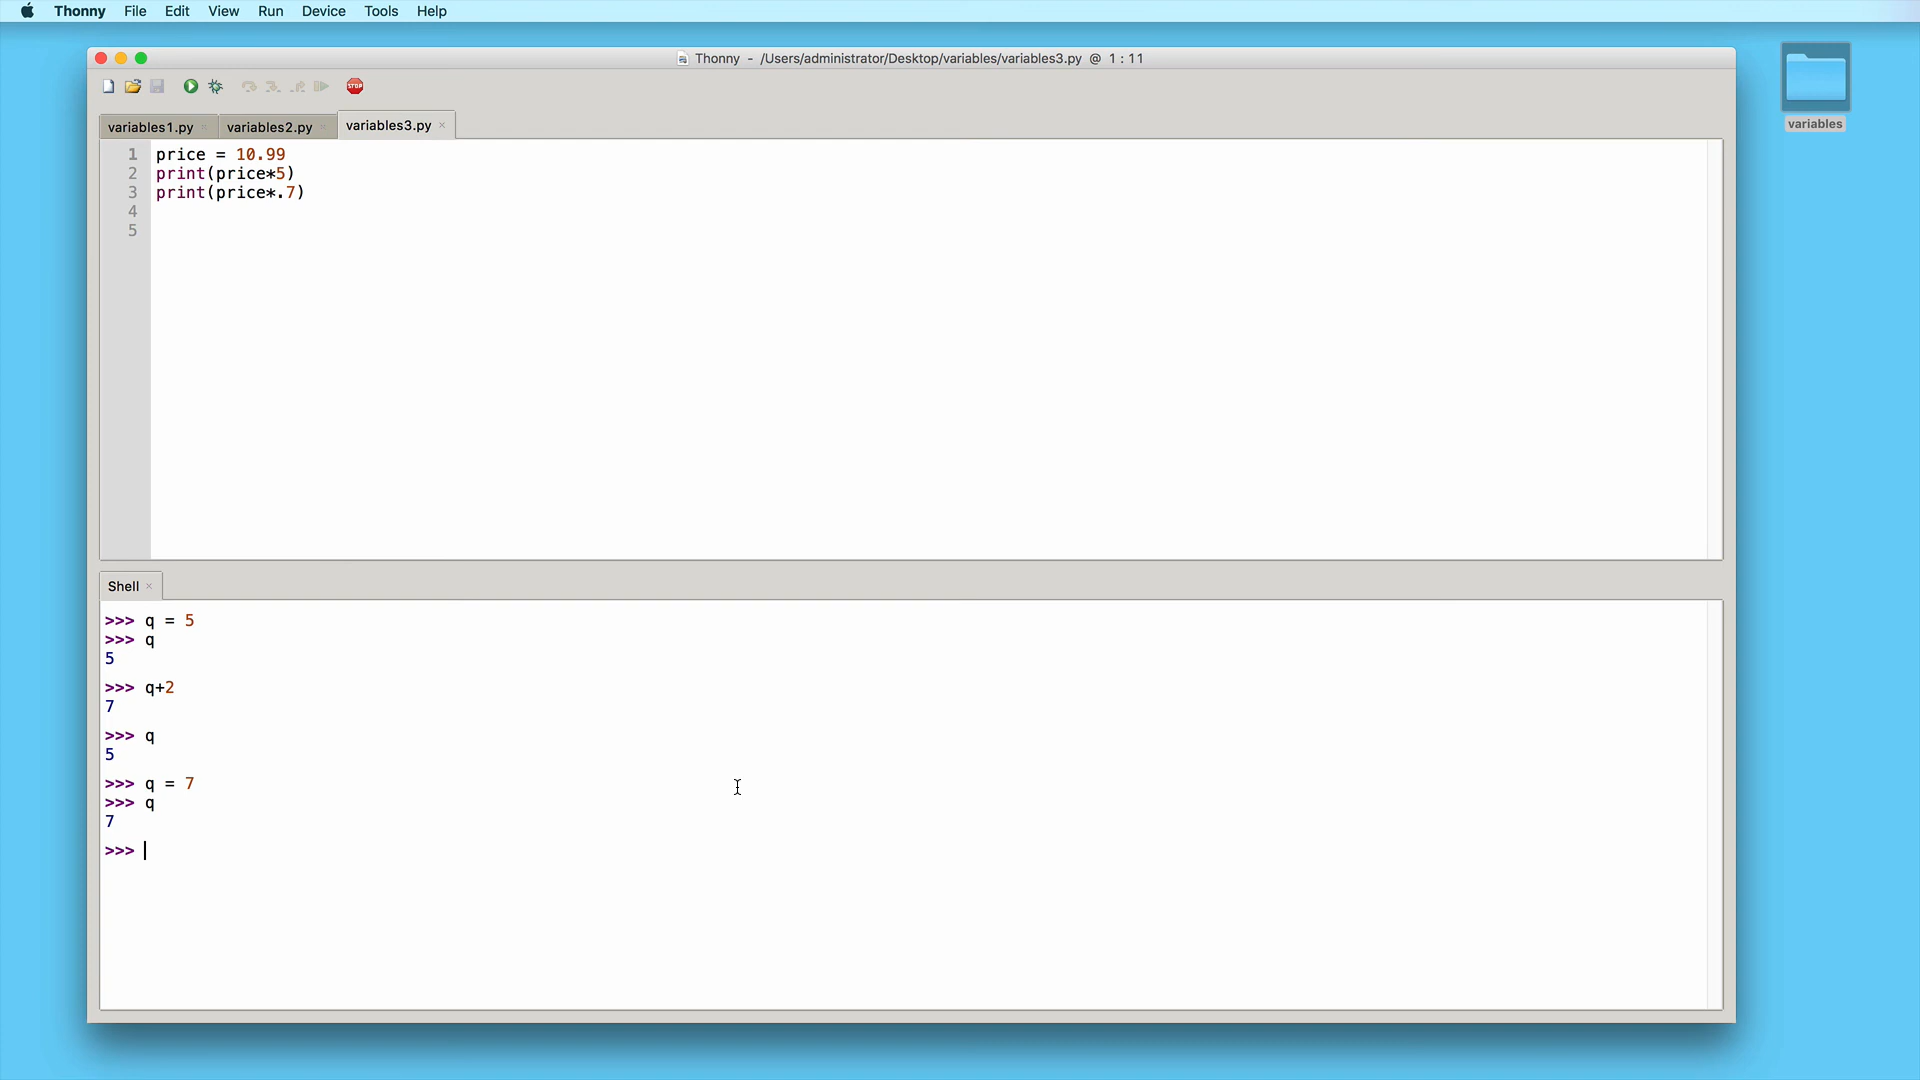 Thonny File Edit View Run Device Tools Help
Thonny - /Users/administrator/Desktop/variables/variables3.py @ 1 : 11
STOP
variables
variables1.py × variables2.py × variables3.py ×
1 price = 10.99
2 print(price*5)
3 print(price*.7)
4
5
Shell ×
>>> q = 5
>>> q
5
>>> q+2
7
>>> q
5
>>> q = 7
>>> q
7
>>>